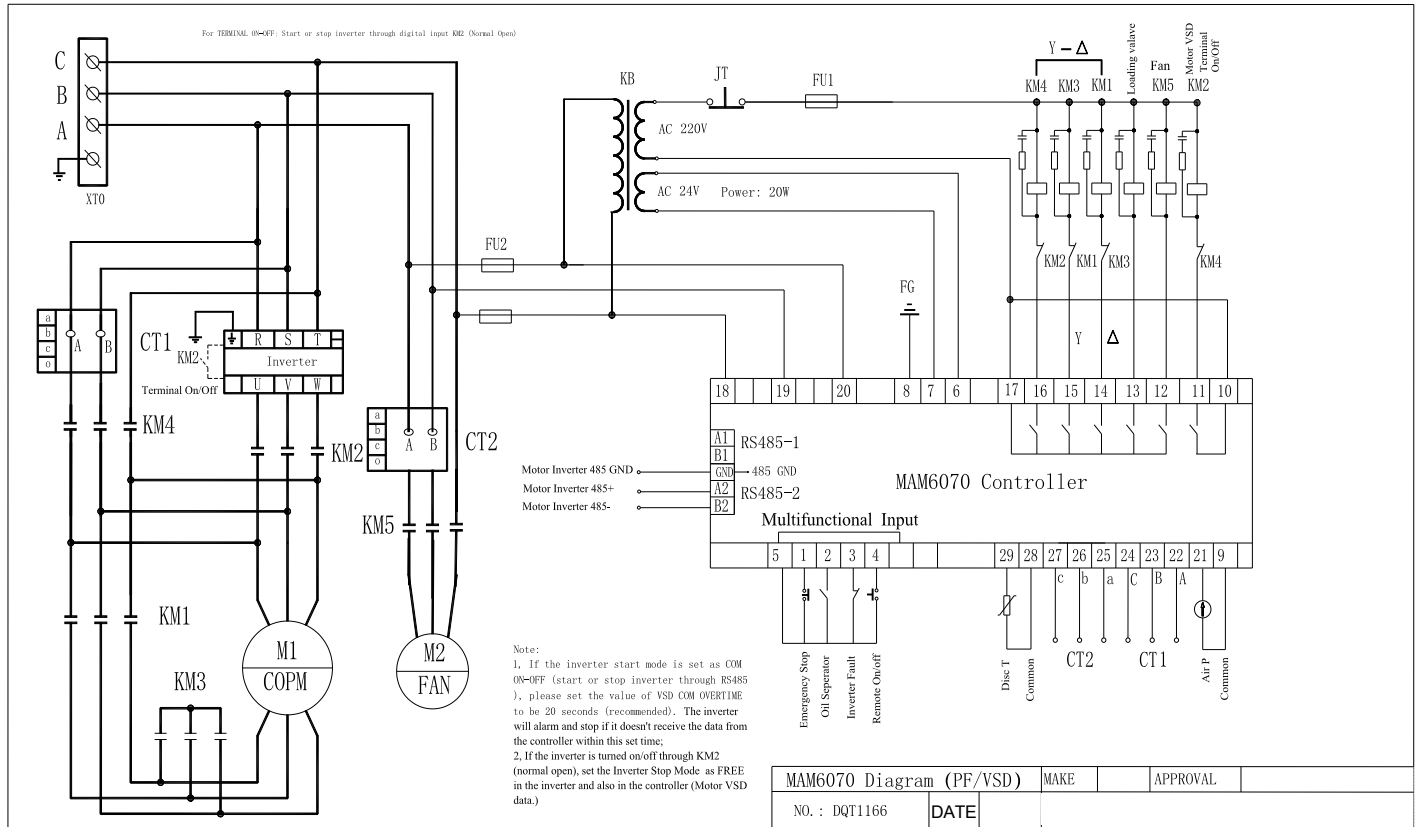 For TERMINAL ON-OFF: Start or stop inverter through digital input KM2 (Normal Open)
C
B
A
XT0
a
b
c
o
A
B
CT1
KM2
Terminal On/Off
R S T
Inverter
U V W
KM4
KM2
KM1
KM3
M1
COPM
FU2
a
b
c
o
A
B
CT2
KM5
M2
FAN
KB
JT
FU1
AC 220V
AC 24V Power: 20W
FG
Y-Δ
KM4 KM3 KM1
Loading valave
Fan
KM5
Motor VSD
Terminal
On/Off
KM2
KM2 KM1 KM3 KM4
Y Δ
18 19 20 8 7 6 17 16 15 14 13 12 11 10
A1
B1
GND
A2
B2
RS485-1
485 GND
RS485-2
Motor Inverter 485 GND
Motor Inverter 485+
Motor Inverter 485-
MAM6070 Controller
Multifunctional Input
5 1 2 3 4 29 28 27 26 25 24 23 22 21 9
c b a C B A
CT2 CT1
Emergency Stop
Oil Seperator
Inverter Fault
Remote On/off
Disc T
Common
Air P
Common
Note:
1, If the inverter start mode is set as COM
ON-OFF (start or stop inverter through RS485
), please set the value of VSD COM OVERTIME
to be 20 seconds (recommended). The inverter
will alarm and stop if it doesn't receive the data from
the controller within this set time;
2, If the inverter is turned on/off through KM2
(normal open), set the Inverter Stop Mode as FREE
in the inverter and also in the controller (Motor VSD
data.)
MAM6070 Diagram (PF/VSD) MAKE APPROVAL
NO.: DQT1166 DATE